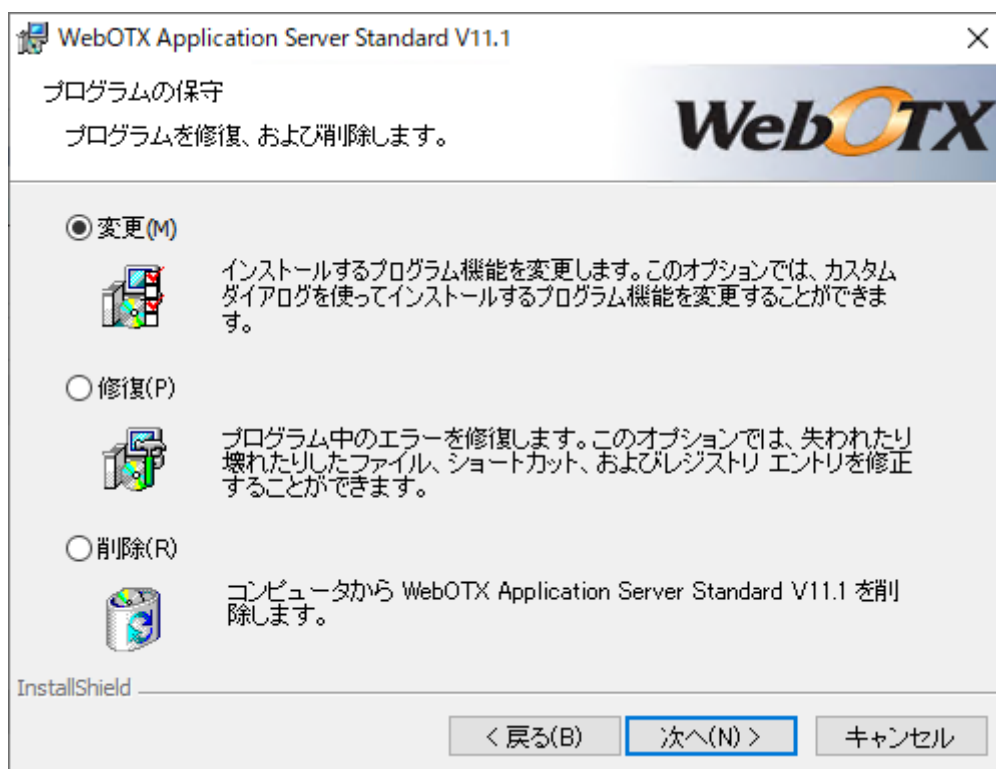 WebOTX Application Server Standard V11.1
プログラムの保守
プログラムを修復、および削除します。
WebOTX
変更(M)
インストールするプログラム機能を変更します。このオプションでは、カスタム
ダイアログを使ってインストールするプログラム機能を変更することができま
す。
修復(P)
プログラム中のエラーを修復します。このオプションでは、失われたり
壊れたりしたファイル、ショートカット、およびレジストリ エントリを修正
することができます。
削除(R)
コンピュータから WebOTX Application Server Standard V11.1 を削
除します。
InstallShield
< 戻る(B)
次へ(N) >
キャンセル